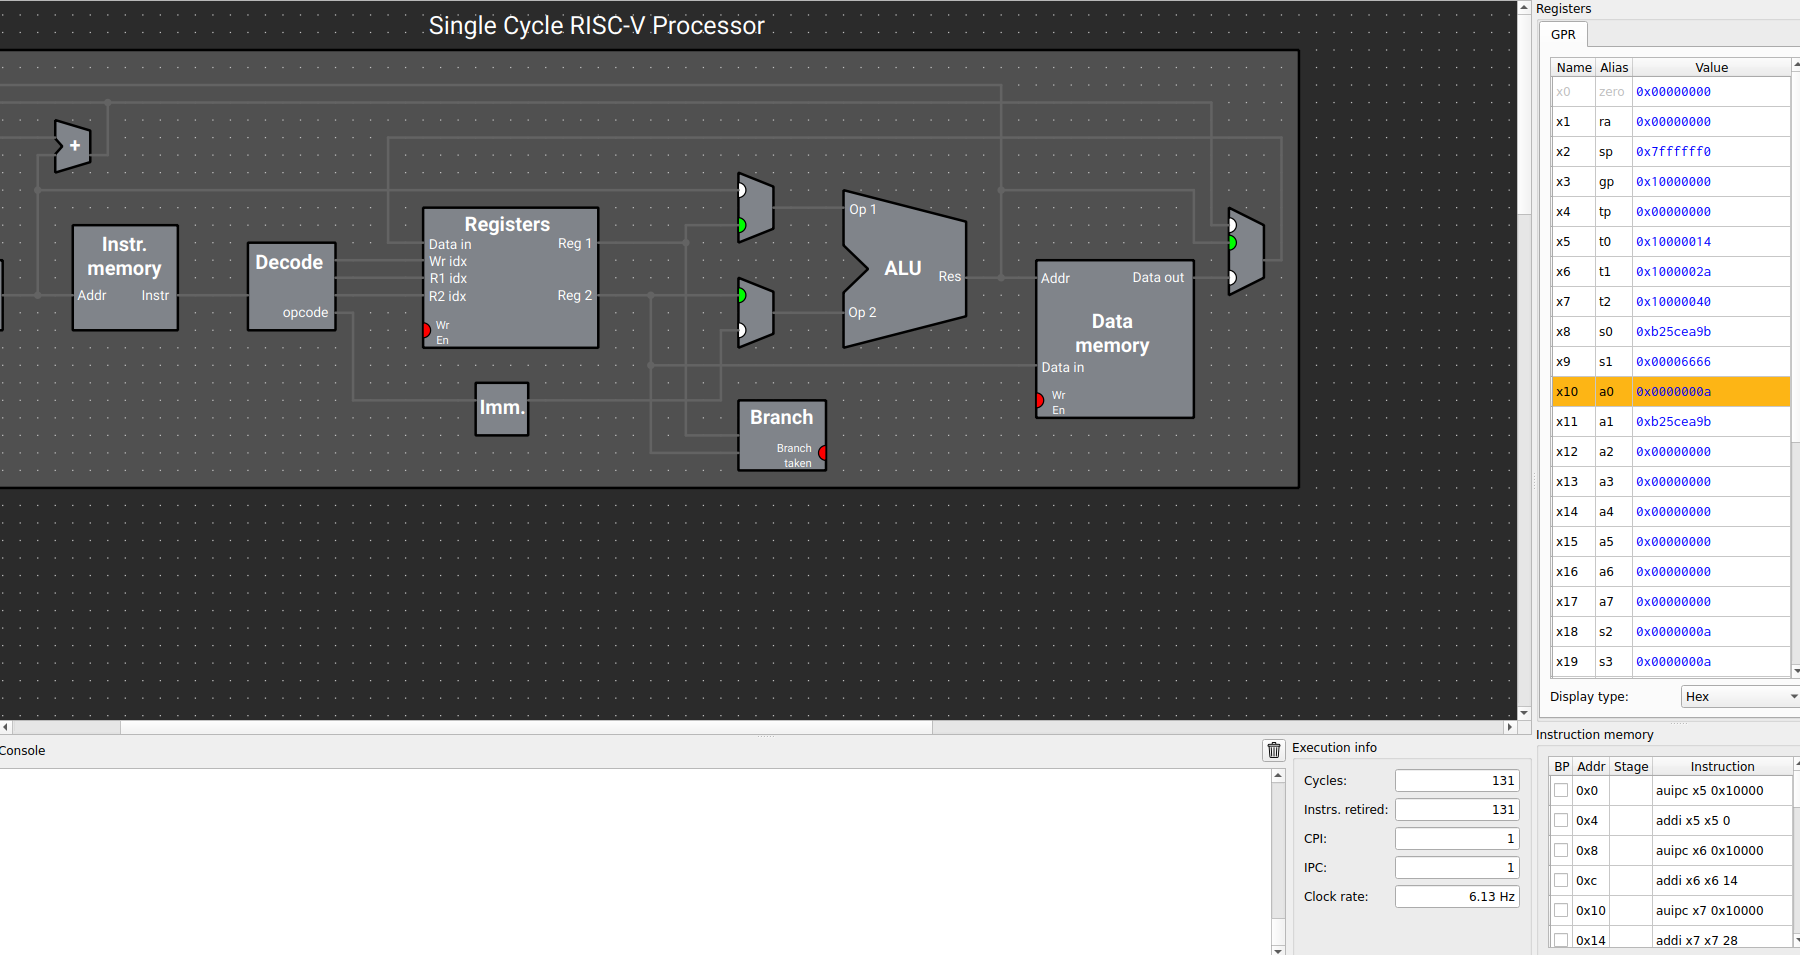 Single Cycle RISC-V Processor
+
Instr. memory
Addr Instr
Decode
opcode
Registers
Data in
Wr idx
R1 idx
R2 idx
Wr En
Reg 1
Reg 2
Imm.
Op 1
Op 2
ALU
Res
Branch
Branch taken
Addr
Data out
Data memory
Data in
Wr En
Registers
GPR
Name Alias Value
x0 zero 0x00000000
x1 ra 0x00000000
x2 sp 0x7ffffff0
x3 gp 0x10000000
x4 tp 0x00000000
x5 t0 0x10000014
x6 t1 0x1000002a
x7 t2 0x10000040
x8 s0 0xb25cea9b
x9 s1 0x00006666
x10 a0 0x0000000a
x11 a1 0xb25cea9b
x12 a2 0x00000000
x13 a3 0x00000000
x14 a4 0x00000000
x15 a5 0x00000000
x16 a6 0x00000000
x17 a7 0x00000000
x18 s2 0x0000000a
x19 s3 0x0000000a
Display type: Hex
Console
Execution info
Cycles: 131
Instrs. retired: 131
CPI: 1
IPC: 1
Clock rate: 6.13 Hz
Instruction memory
BP Addr Stage Instruction
0x0 auipc x5 0x10000
0x4 addi x5 x5 0
0x8 auipc x6 0x10000
0xc addi x6 x6 14
0x10 auipc x7 0x10000
0x14 addi x7 x7 28